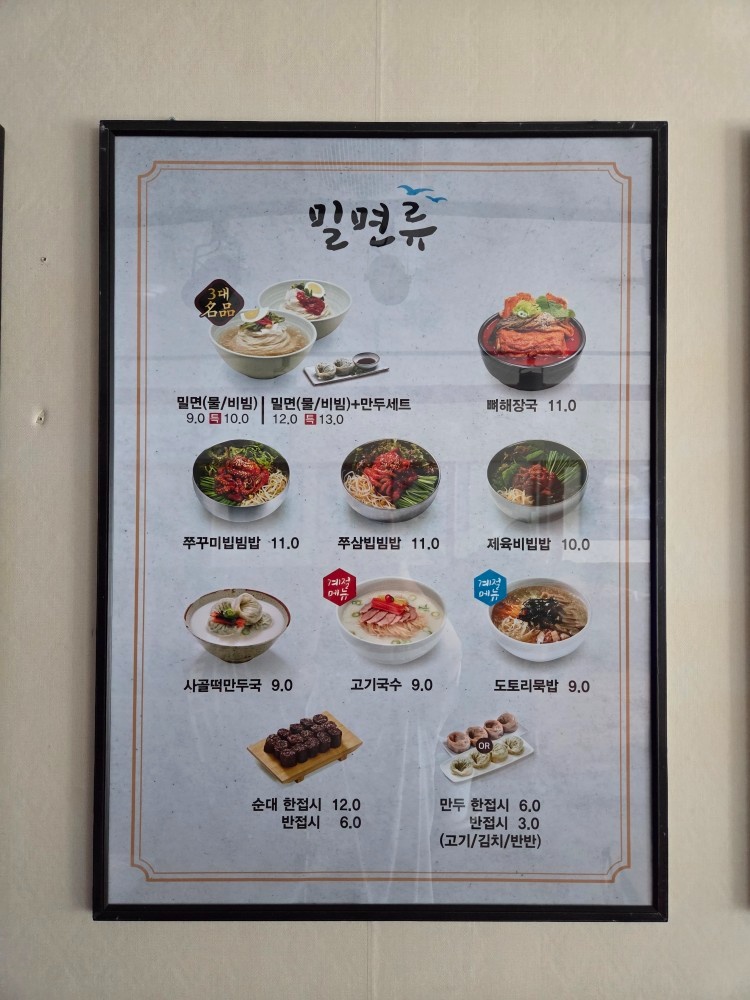 밀면류
3대
名品
밀면(물/비빔) 밀면(물/비빔)+만두세트
9.0 특 10.0 12.0 특 13.0
뼈해장국 11.0
쭈꾸미빕빔밥 11.0
쭈삼빕빔밥 11.0
제육비빔밥 10.0
계절
메뉴
계절
메뉴
사골떡만두국 9.0
고기국수 9.0
도토리묵밥 9.0
OR
순대 한접시 12.0
반접시 6.0
만두 한접시 6.0
반접시 3.0
(고기/김치/반반)